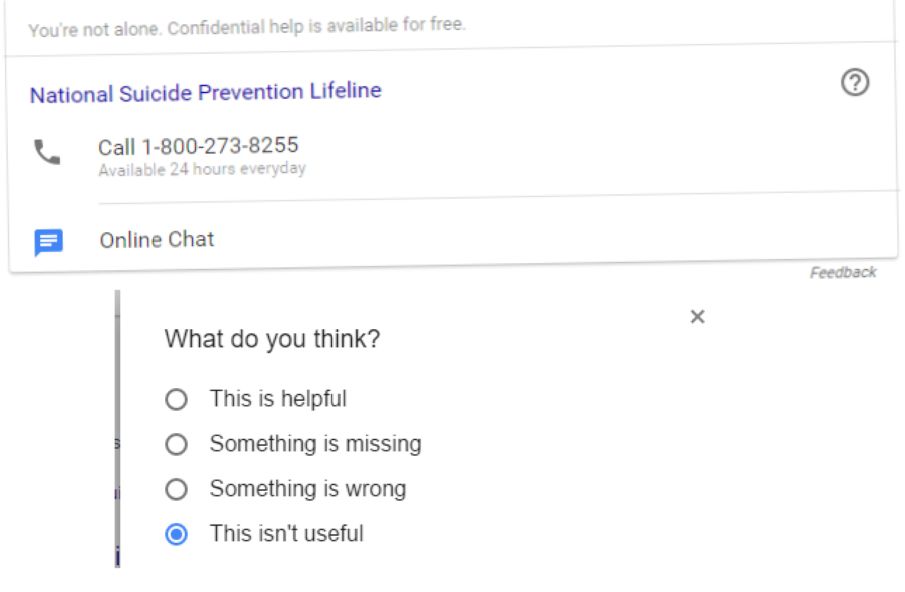 You're not alone. Confidential help is available for free.
National Suicide Prevention Lifeline
Call 1-800-273-8255
Available 24 hours everyday
Online Chat
Feedback
What do you think?
This is helpful
Something is missing
Something is wrong
This isn't useful